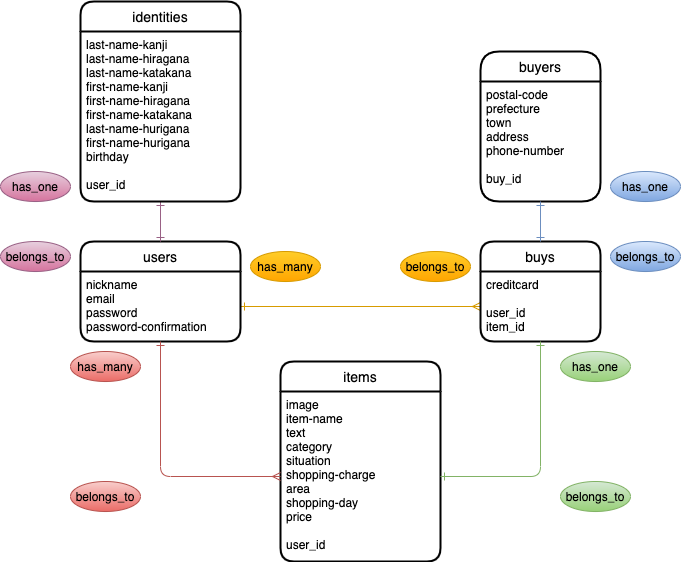 identities
last-name-kanji
last-name-hiragana
last-name-katakana
first-name-kanji
first-name-hiragana
first-name-katakana
last-name-hurigana
first-name-hurigana
birthday
user_id
buyers
postal-code
prefecture
town
address
phone-number
buy_id
has_one
has_one
belongs_to
belongs_to
users
nickname
email
password
password-confirmation
has_many
belongs_to
buys
creditcard
user_id
item_id
has_many
has_one
items
image
item-name
text
category
situation
shopping-charge
area
shopping-day
price
user_id
belongs_to
belongs_to